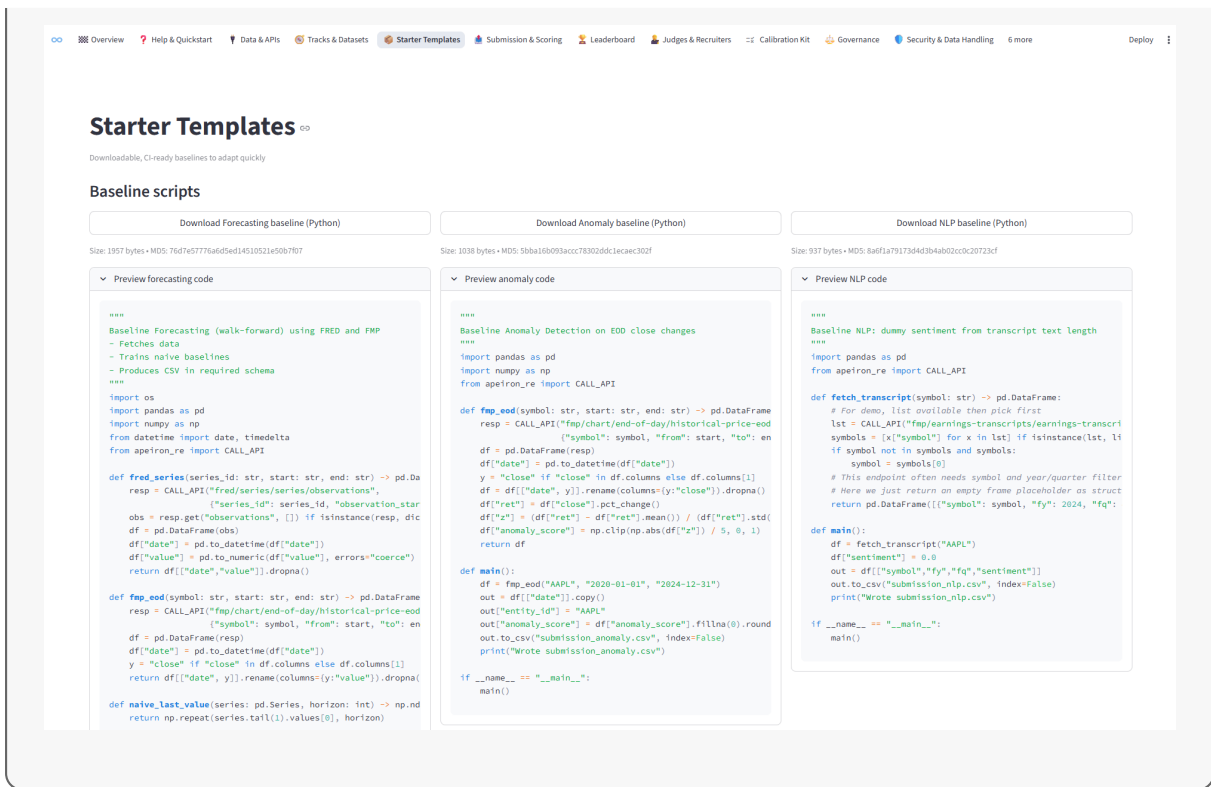 Overview Help & Quickstart Data & APIs Tracks & Datasets Starter Templates Submission & Scoring Leaderboard Judges & Recruiters Calibration Kit Governance Security & Data Handling 6 more Deploy
Starter Templates
Downloadable, CI-ready baselines to adapt quickly
Baseline scripts
Download Forecasting baseline (Python)
Size: 1957 bytes • MD5: 76d7e57776a6d5ed14510521e50b7f07
Preview forecasting code
"""
Baseline Forecasting (walk-forward) using FRED and FMP
- Fetches data
- Trains naive baselines
- Produces CSV in required schema
"""
import os
import pandas as pd
import numpy as np
from datetime import date, timedelta
from apeiron_re import CALL_API
def fred_series(series_id: str, start: str, end: str) -> pd.Da
resp = CALL_API("fred/series/series/observations",
{"series_id": series_id, "observation_star
obs = resp.get("observations", []) if isinstance(resp, dic
df = pd.DataFrame(obs)
df["date"] = pd.to_datetime(df["date"])
df["value"] = pd.to_numeric(df["value"], errors="coerce")
return df[["date","value"]].dropna()
def fmp_eod(symbol: str, start: str, end: str) -> pd.DataFrame
resp = CALL_API("fmp/chart/end-of-day/historical-price-eod
{"symbol": symbol, "from": start, "to": en
df = pd.DataFrame(resp)
df["date"] = pd.to_datetime(df["date"])
y = "close" if "close" in df.columns else df.columns[1]
return df[["date", y]].rename(columns={y:"value"}).dropna(
def naive_last_value(series: pd.Series, horizon: int) -> np.nd
return np.repeat(series.tail(1).values[0], horizon)
Download Anomaly baseline (Python)
Size: 1038 bytes • MD5: 5bba16b093accc78302ddc1ecaec302f
Preview anomaly code
"""
Baseline Anomaly Detection on EOD close changes
"""
import pandas as pd
import numpy as np
from apeiron_re import CALL_API
def fmp_eod(symbol: str, start: str, end: str) -> pd.DataFrame
resp = CALL_API("fmp/chart/end-of-day/historical-price-eod
{"symbol": symbol, "from": start, "to": en
df = pd.DataFrame(resp)
df["date"] = pd.to_datetime(df["date"])
y = "close" if "close" in df.columns else df.columns[1]
df = df[["date", y]].rename(columns={y:"close"}).dropna()
df["ret"] = df["close"].pct_change()
df["z"] = (df["ret"] - df["ret"].mean()) / (df["ret"].std(
df["anomaly_score"] = np.clip(np.abs(df["z"]) / 5, 0, 1)
return df
def main():
df = fmp_eod("AAPL", "2020-01-01", "2024-12-31")
out = df[["date"]].copy()
out["entity_id"] = "AAPL"
out["anomaly_score"] = df["anomaly_score"].fillna(0).round
out.to_csv("submission_anomaly.csv", index=False)
print("Wrote submission_anomaly.csv")
if __name__ == "__main__":
main()
Download NLP baseline (Python)
Size: 937 bytes • MD5: 8a6f1a79173d4d3b4ab02cc0c20723cf
Preview NLP code
"""
Baseline NLP: dummy sentiment from transcript text length
"""
import pandas as pd
from apeiron_re import CALL_API
def fetch_transcript(symbol: str) -> pd.DataFrame:
# For demo, list available then pick first
lst = CALL_API("fmp/earnings-transcripts/earnings-transcri
symbols = [x["symbol"] for x in lst] if isinstance(lst, li
if symbol not in symbols and symbols:
symbol = symbols[0]
# This endpoint often needs symbol and year/quarter filter
# Here we just return an empty frame placeholder as struct
return pd.DataFrame([{"symbol": symbol, "fy": 2024, "fq":
def main():
df = fetch_transcript("AAPL")
df["sentiment"] = 0.0
out = df[["symbol","fy","fq","sentiment"]]
out.to_csv("submission_nlp.csv", index=False)
print("Wrote submission_nlp.csv")
if __name__ == "__main__":
main()